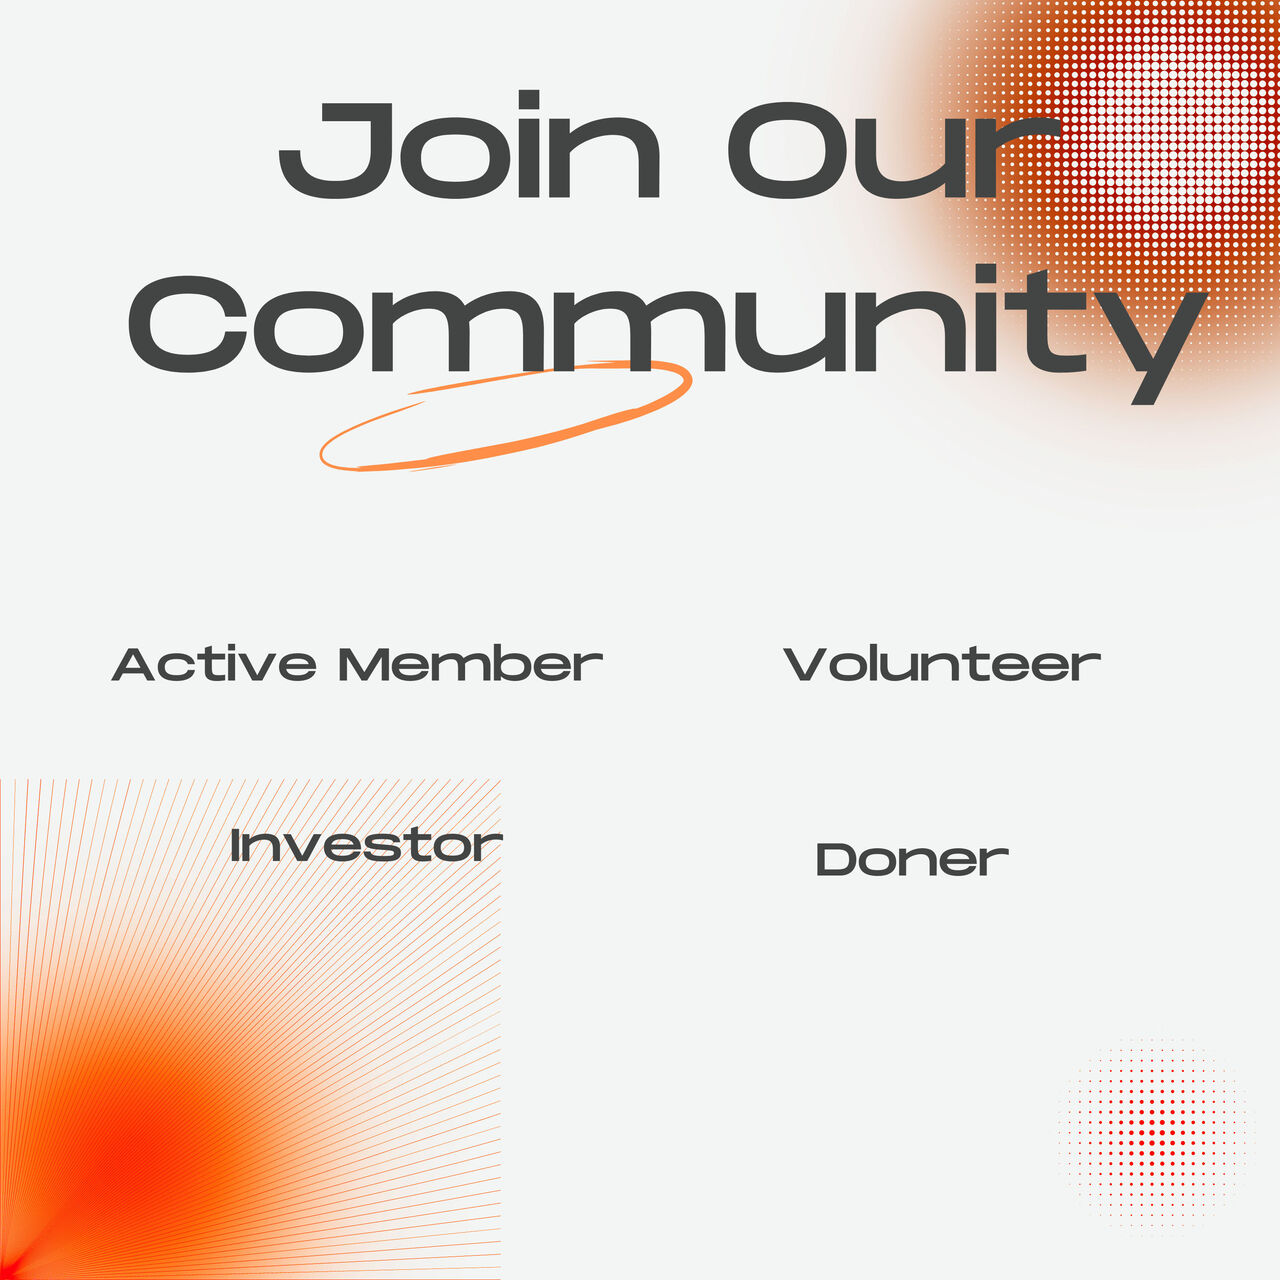 Join Our
Community
Active Member
Volunteer
Investor
Doner